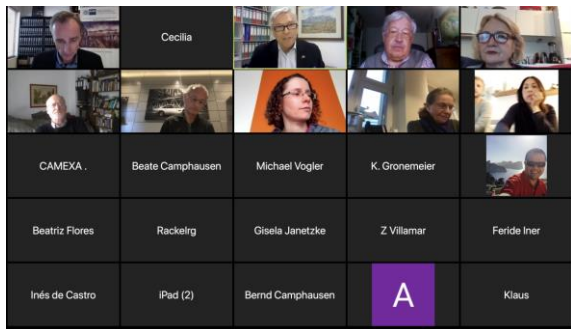 Cecilia
CAMEXA .
Beate Camphausen
Michael Vogler
K. Gronemeier
Beatriz Flores
Rackelrg
Gisela Janetzke
Z Villamar
Feride Iner
Inés de Castro
iPad (2)
Bernd Camphausen
A
Klaus